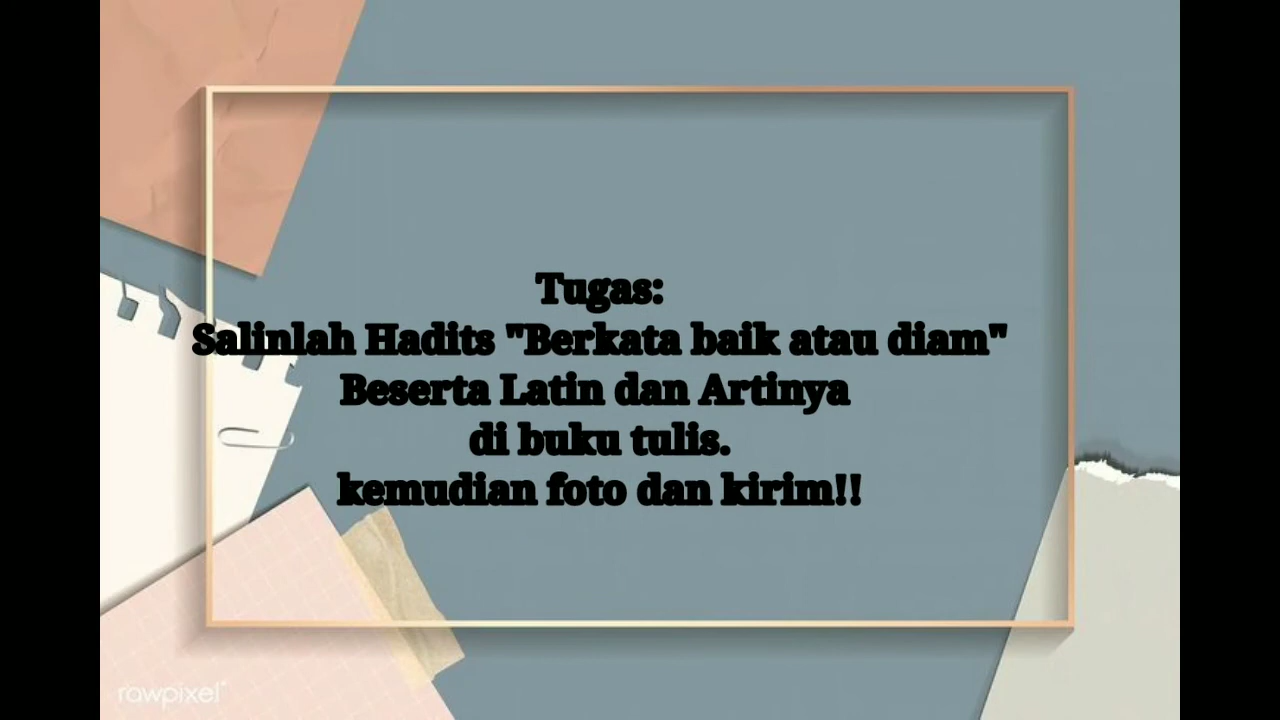 Tugas:
Salinlah Hadits "Berkata baik atau diam"
Beserta Latin dan Artinya
di buku tulis.
kemudian foto dan kirim!!
rawpixel